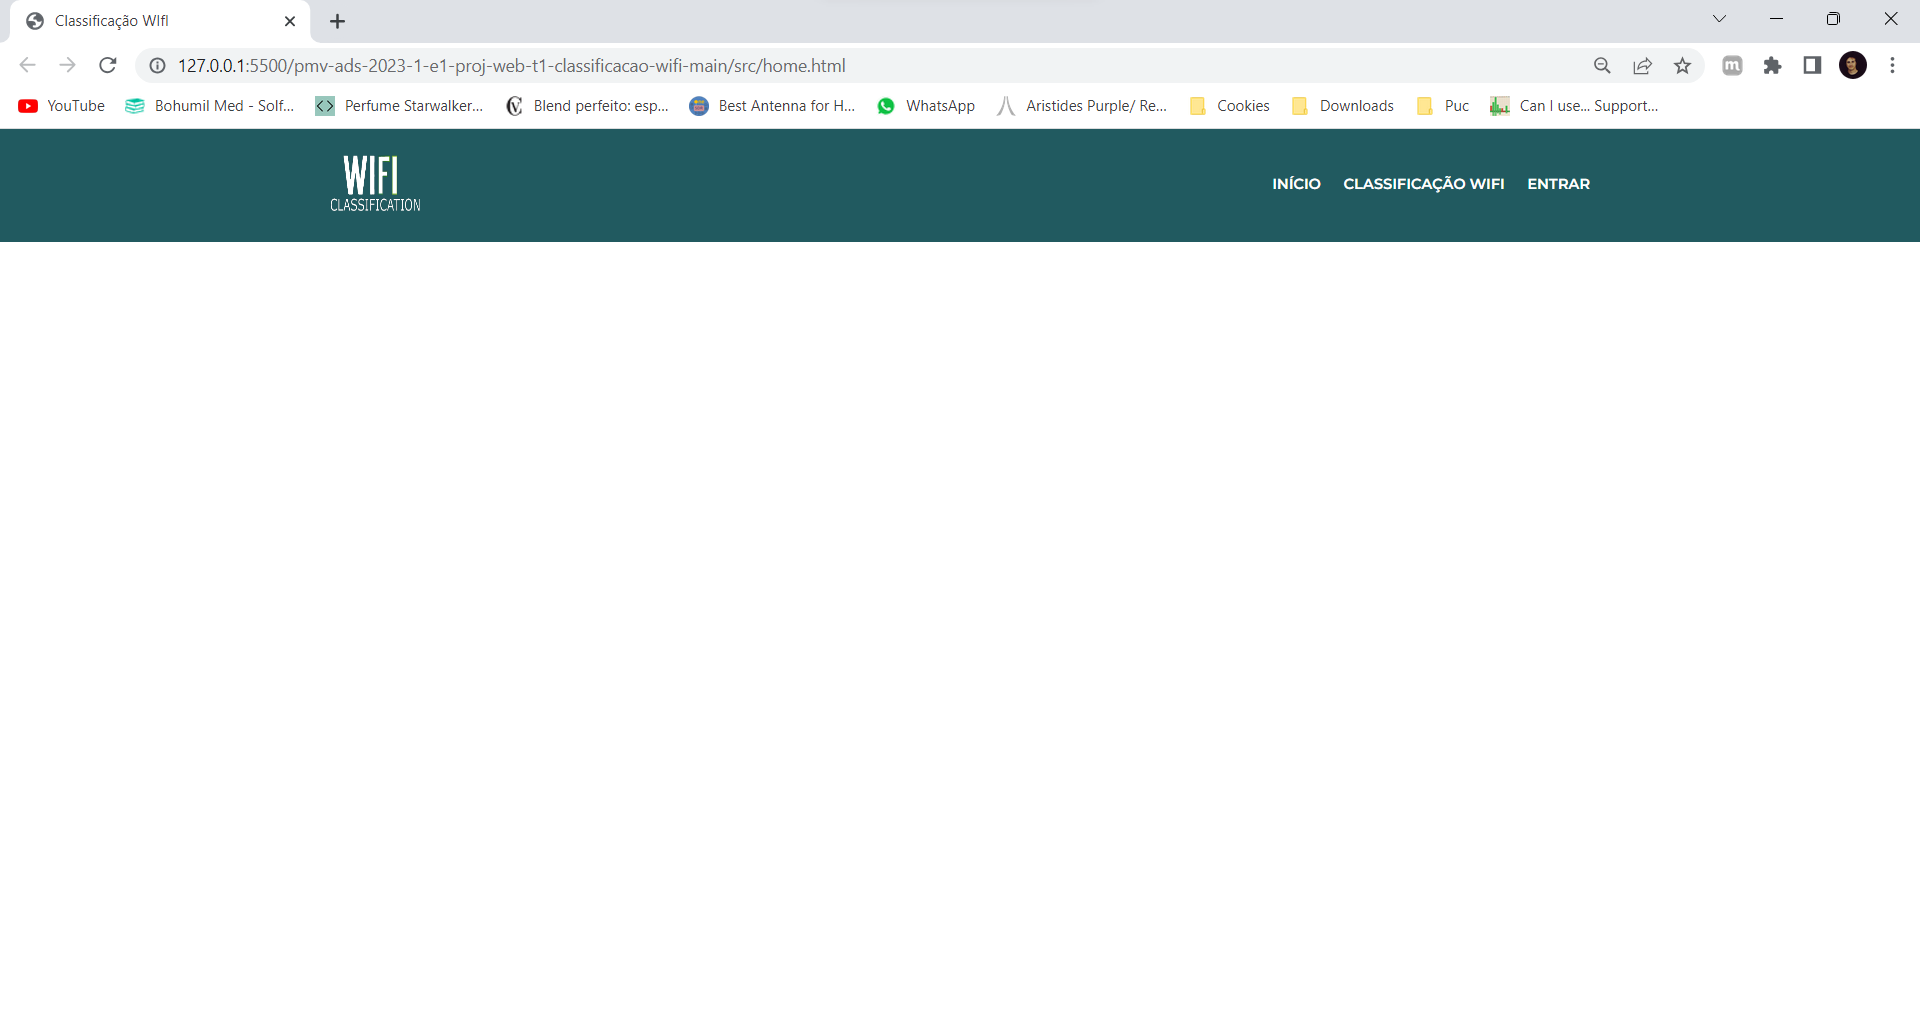 Classificação WIfI
127.0.0.1:5500/pmv-ads-2023-1-e1-proj-web-t1-classificacao-wifi-main/src/home.html
m
YouTube Bohumil Med - Solf... Perfume Starwalker... Blend perfeito: esp... Best Antenna for H... WhatsApp Aristides Purple/ Re... Cookies Downloads Puc Can I use... Support...
WIFI
CLASSIFICATION
INÍCIO CLASSIFICAÇÃO WIFI ENTRAR